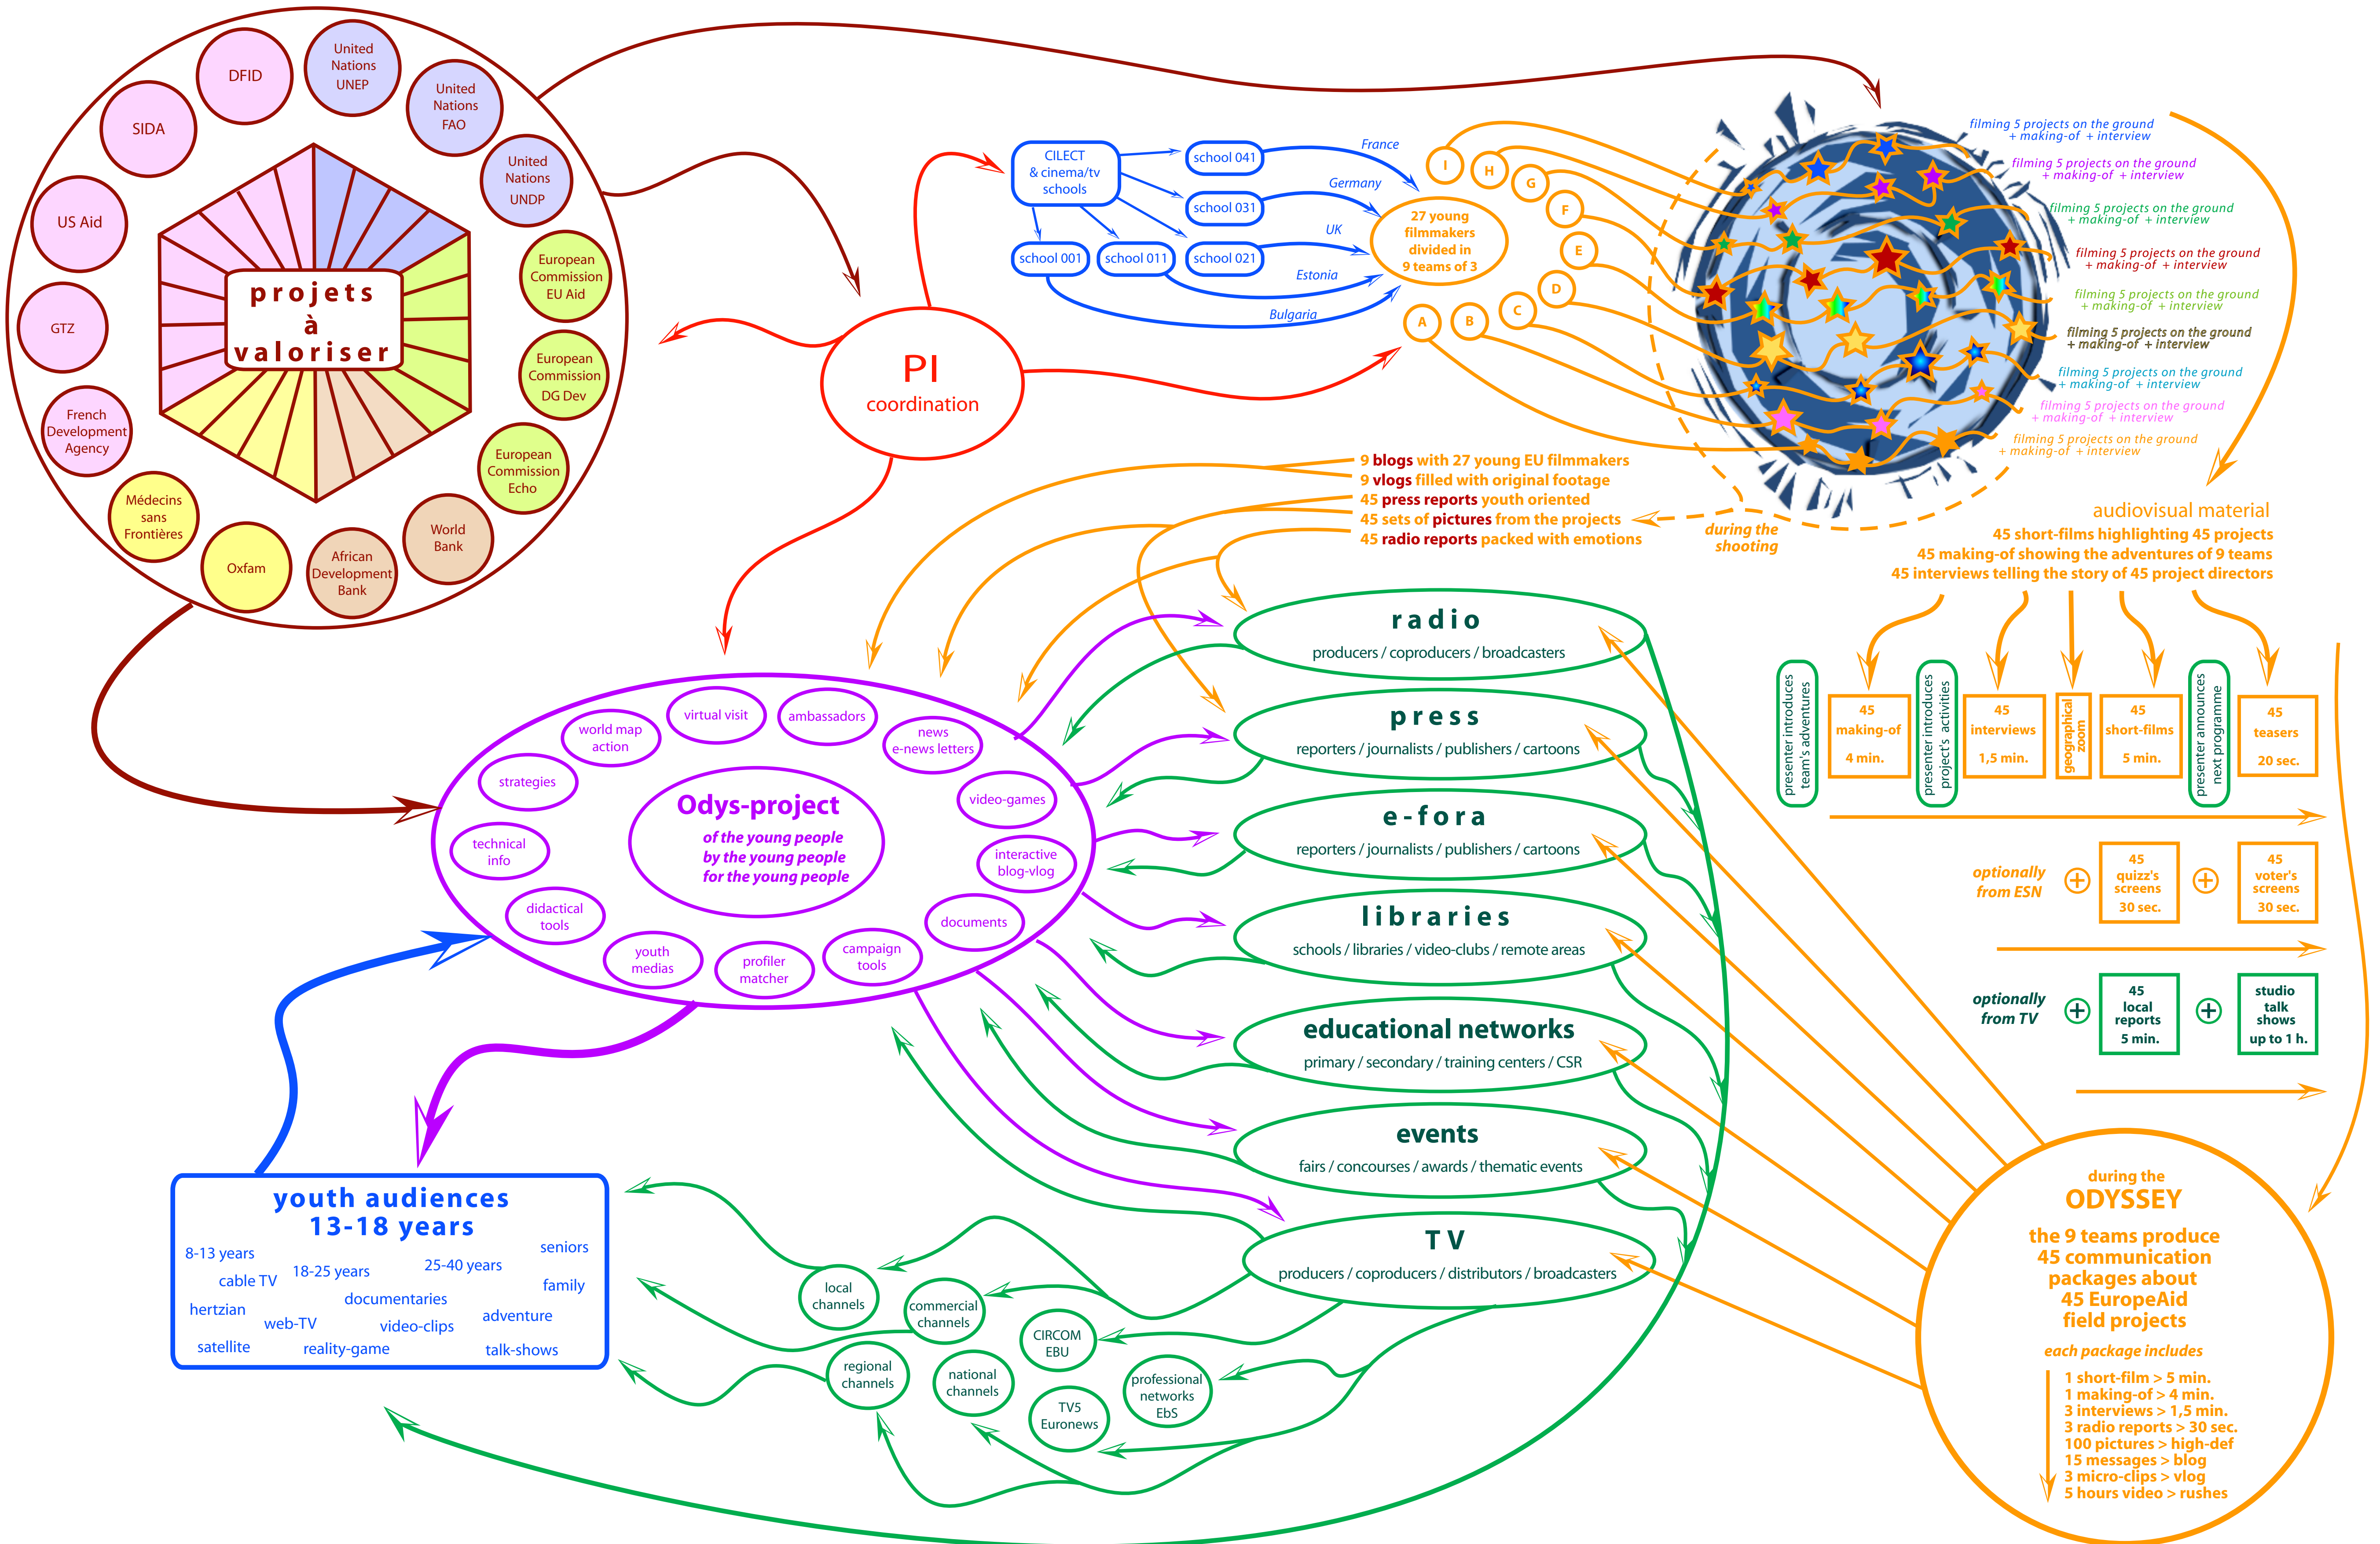 DFID
United
Nations
UNEP
United
Nations
FAO
United
Nations
UNDP
European
Commission
EU Aid
European
Commission
DG Dev
European
Commission
Echo
World
Bank
African
Development
Bank
Oxfam
Médecins
sans
Frontières
French
Development
Agency
GTZ
US Aid
SIDA
projets
à
valoriser
PI
coordination
CILECT
& cinema/tv
schools
school 041
school 031
school 021
school 011
school 001
France
Germany
UK
Estonia
Bulgaria
27 young
filmmakers
divided in
9 teams of 3
I
H
G
F
E
D
C
B
A
filming 5 projects on the ground
+ making-of + interview
filming 5 projects on the ground
+ making-of + interview
filming 5 projects on the ground
+ making-of + interview
filming 5 projects on the ground
+ making-of + interview
filming 5 projects on the ground
+ making-of + interview
filming 5 projects on the ground
+ making-of + interview
filming 5 projects on the ground
+ making-of + interview
filming 5 projects on the ground
+ making-of + interview
filming 5 projects on the ground
+ making-of + interview
9 blogs with 27 young EU filmmakers
9 vlogs filled with original footage
45 press reports youth oriented
45 sets of pictures from the projects
45 radio reports packed with emotions
during the
shooting
audiovisual material
45 short-films highlighting 45 projects
45 making-of showing the adventures of 9 teams
45 interviews telling the story of 45 project directors
presenter introduces
team's adventures
45
making-of
4 min.
presenter introduces
project's activities
45
interviews
1,5 min.
geographical
zoom
45
short-films
5 min.
presenter announces
next programme
45
teasers
20 sec.
optionally
from ESN
+
45
quizz's
screens
30 sec.
+
45
voter's
screens
30 sec.
optionally
from TV
+
45
local
reports
5 min.
+
studio
talk
shows
up to 1 h.
Odys-project
of the young people
by the young people
for the young people
virtual visit
ambassadors
news
e-news letters
video-games
interactive
blog-vlog
documents
campaign
tools
profiler
matcher
youth
medias
didactical
tools
technical
info
strategies
world map
action
radio
producers / coproducers / broadcasters
press
reporters / journalists / publishers / cartoons
e-fora
reporters / journalists / publishers / cartoons
libraries
schools / libraries / video-clubs / remote areas
educational networks
primary / secondary / training centers / CSR
events
fairs / concourses / awards / thematic events
TV
producers / coproducers / distributors / broadcasters
local
channels
commercial
channels
CIRCOM
EBU
regional
channels
national
channels
TV5
Euronews
professional
networks
EbS
youth audiences
13-18 years
8-13 years
cable TV
18-25 years
25-40 years
seniors
family
hertzian
documentaries
web-TV
video-clips
adventure
satellite
reality-game
talk-shows
during the
ODYSSEY
the 9 teams produce
45 communication
packages about
45 EuropeAid
field projects
each package includes
1 short-film > 5 min.
1 making-of > 4 min.
3 interviews > 1,5 min.
3 radio reports > 30 sec.
100 pictures > high-def
15 messages > blog
3 micro-clips > vlog
5 hours video > rushes